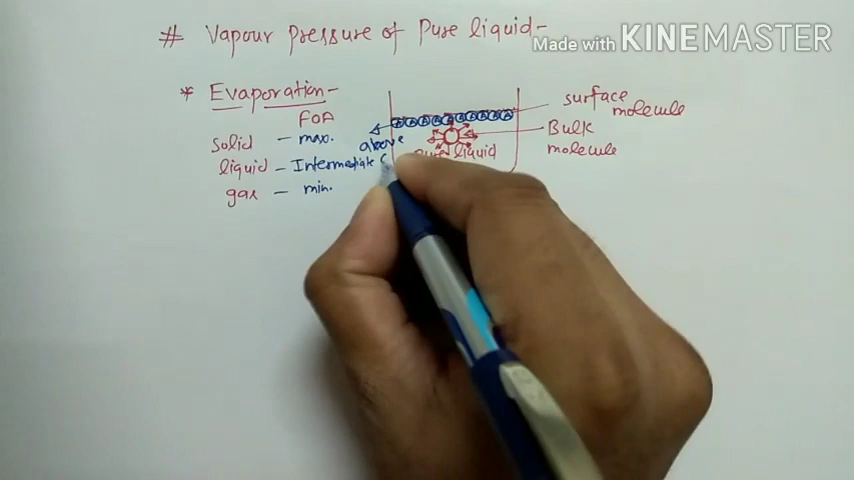 # Vapour Pressure of Pure liquid-
Made with KINEMASTER
* Evaporation-
FOA
solid - max.
liquid - Intermediate
gas - min.
A A A A A A A A A
above
liquid
surface
molecule
Bulk
molecule